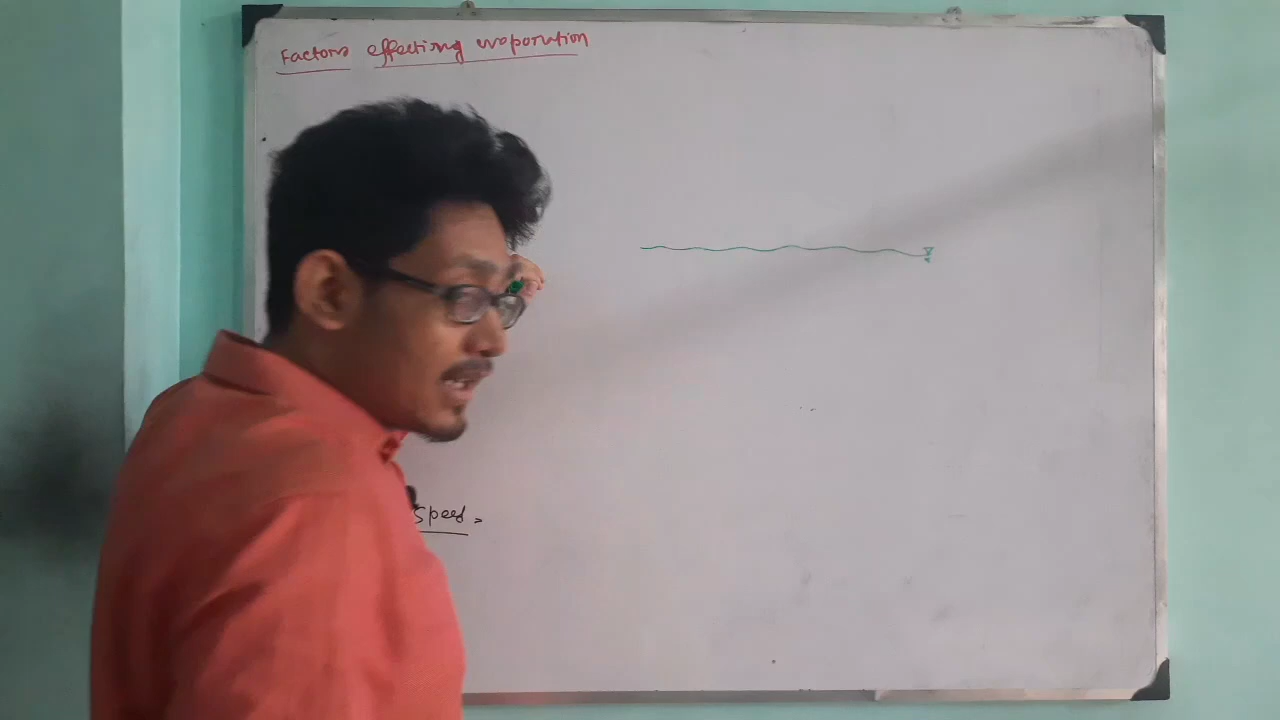 Factors effecting evaporation
Speed =